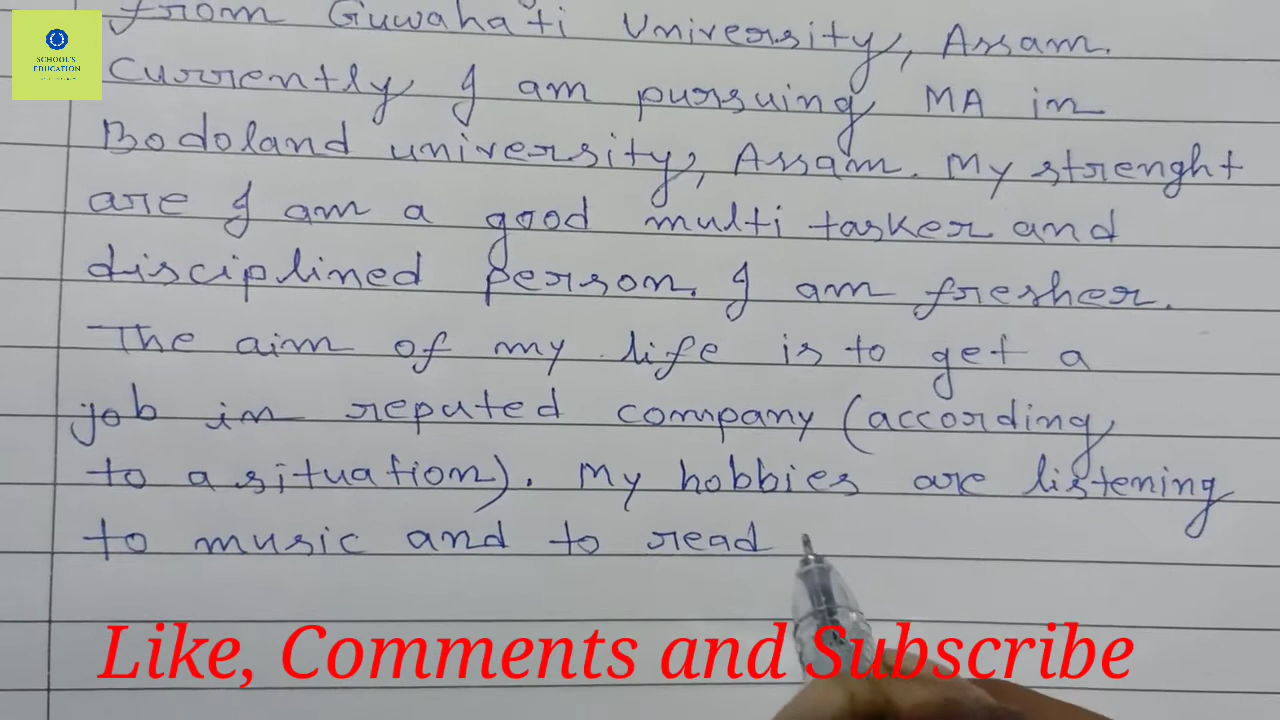 SCHOOL'S
EDUCATION
from Guwahati University, Assam.
Currently I am pursuing MA in
Bodoland university, Assam. My strenght
are I am a good multi tasker and
disciplined person. I am fresher.
The aim of my life is to get a
job in reputed company (according
to a situation). My hobbies are listening
to music and to read
Like, Comments and Subscribe